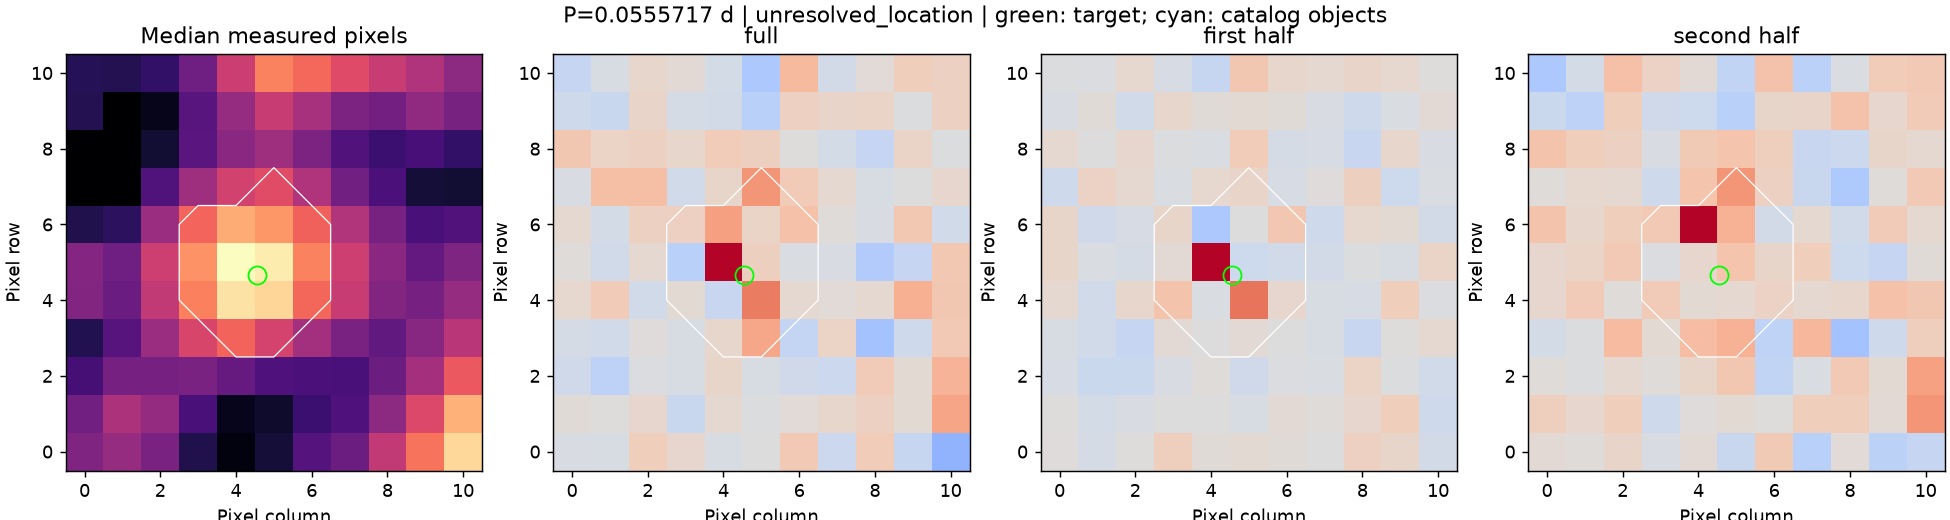 P=0.0555717 d | unresolved_location | green: target; cyan: catalog objects
Median measured pixels
full
first half
second half
10
8
6
4
2
0
Pixel row
0 2 4 6 8 10
Pixel column
10
8
6
4
2
0
Pixel row
0 2 4 6 8 10
Pixel column
10
8
6
4
2
0
Pixel row
0 2 4 6 8 10
Pixel column
10
8
6
4
2
0
Pixel row
0 2 4 6 8 10
Pixel column